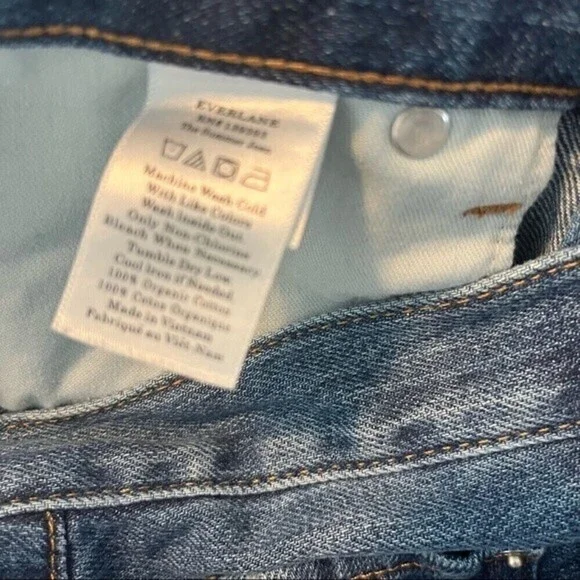 EVERLANE
The Summer Jean
Machine Wash Cold
With Like Colors
Wash Inside Out.
Only Non-Chlorine
Bleach When Necessary.
Tumble Dry Low.
Cool Iron if Needed.
100% Organic Cotton
100% Coton Organique
Made in Vietnam
Fabriqué au Viêt-Nam